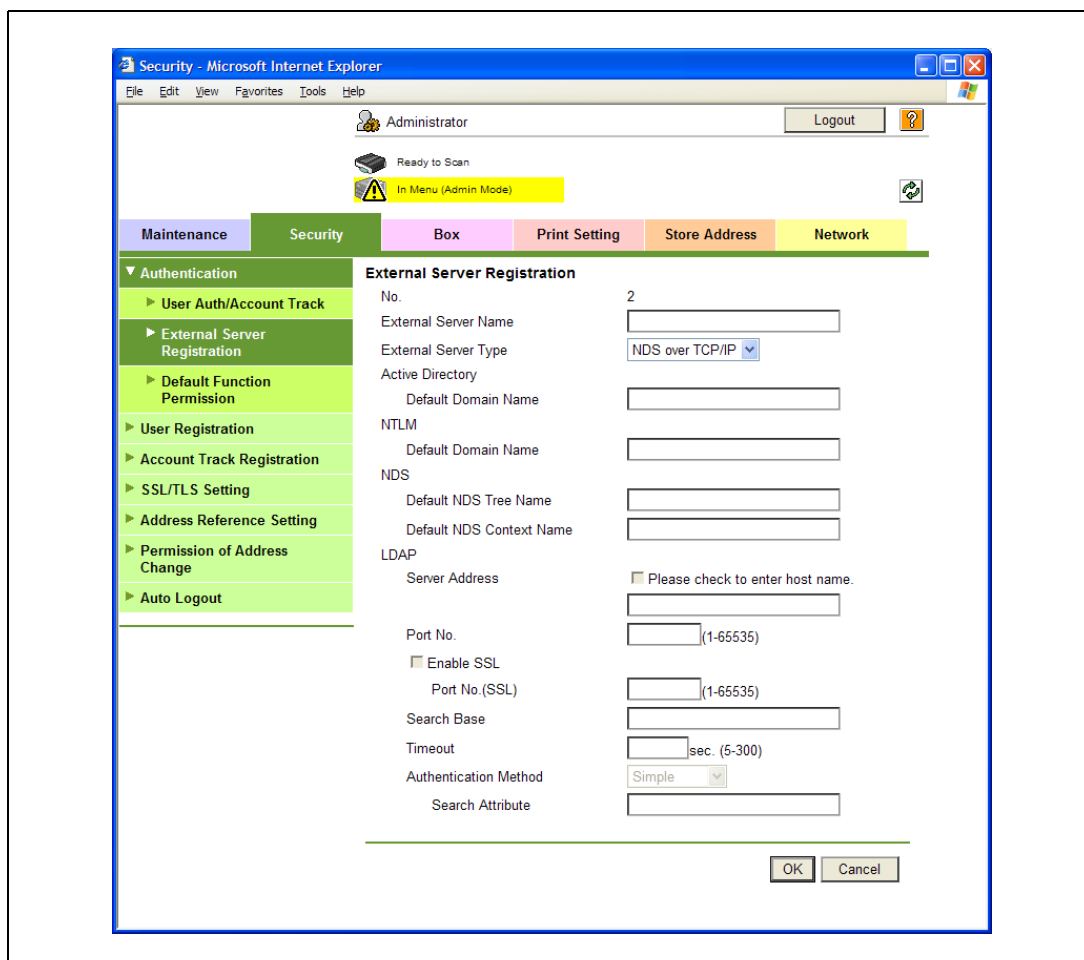 Security - Microsoft Internet Explorer
File Edit View Favorites Tools Help
Administrator
Logout
?
Ready to Scan
In Menu (Admin Mode)
Maintenance Security Box Print Setting Store Address Network
Authentication
User Auth/Account Track
External Server
Registration
Default Function
Permission
User Registration
Account Track Registration
SSL/TLS Setting
Address Reference Setting
Permission of Address
Change
Auto Logout
External Server Registration
No. 2
External Server Name
External Server Type NDS over TCP/IP
Active Directory
Default Domain Name
NTLM
Default Domain Name
NDS
Default NDS Tree Name
Default NDS Context Name
LDAP
Server Address Please check to enter host name.
Port No. (1-65535)
Enable SSL
Port No.(SSL) (1-65535)
Search Base
Timeout sec. (5-300)
Authentication Method Simple
Search Attribute
OK Cancel